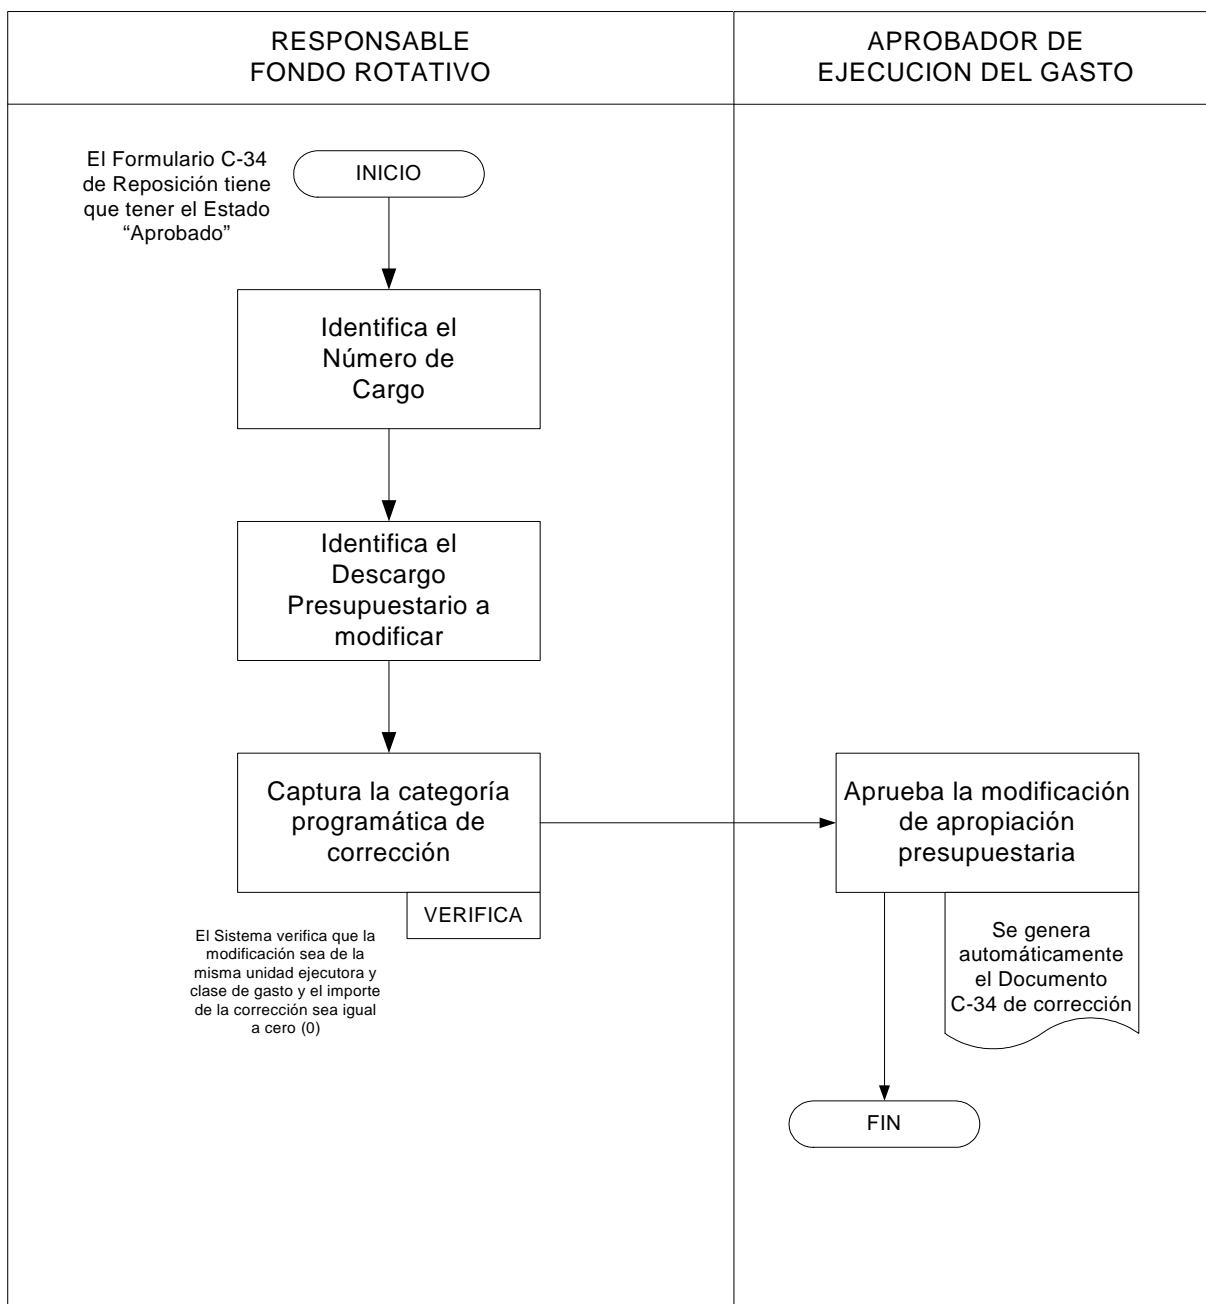 RESPONSABLE
FONDO ROTATIVO
APROBADOR DE
EJECUCION DEL GASTO
El Formulario C-34
de Reposición tiene
que tener el Estado
“Aprobado”
INICIO
Identifica el
Número de
Cargo
Identifica el
Descargo
Presupuestario a
modificar
Captura la categoría
programática de
corrección
VERIFICA
El Sistema verifica que la
modificación sea de la
misma unidad ejecutora y
clase de gasto y el importe
de la corrección sea igual
a cero (0)
Aprueba la modificación
de apropiación
presupuestaria
Se genera
automáticamente
el Documento
C-34 de corrección
FIN